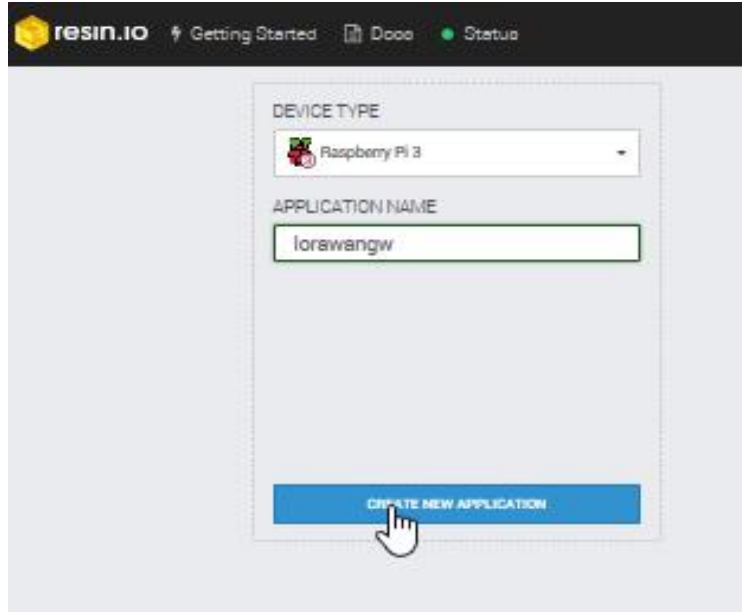 resin.io Getting Started Docs Status
DEVICE TYPE
Raspberry Pi 3
APPLICATION NAME
lorawangw
CREATE NEW APPLICATION